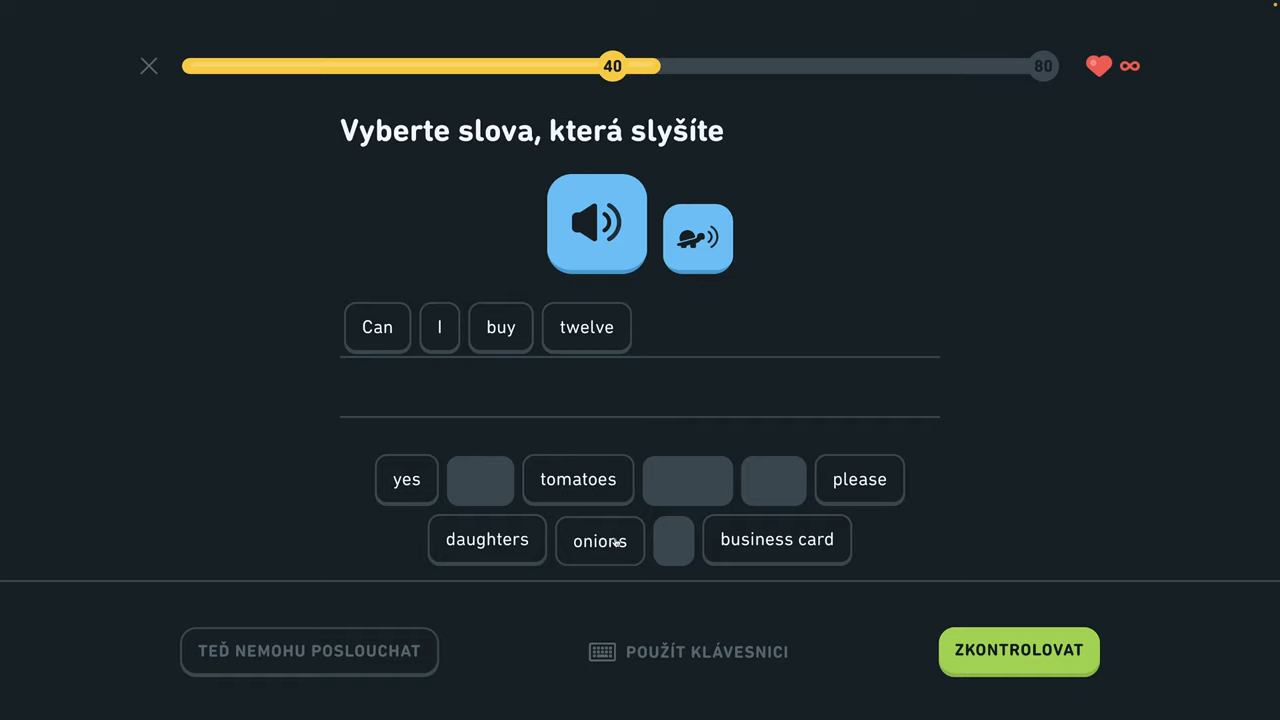 40 80
Vyberte slova, která slyšíte
Can I buy twelve
yes tomatoes please
daughters onions business card
TEĎ NEMOHU POSLOUCHAT POUŽÍT KLÁVESNICI ZKONTROLOVAT